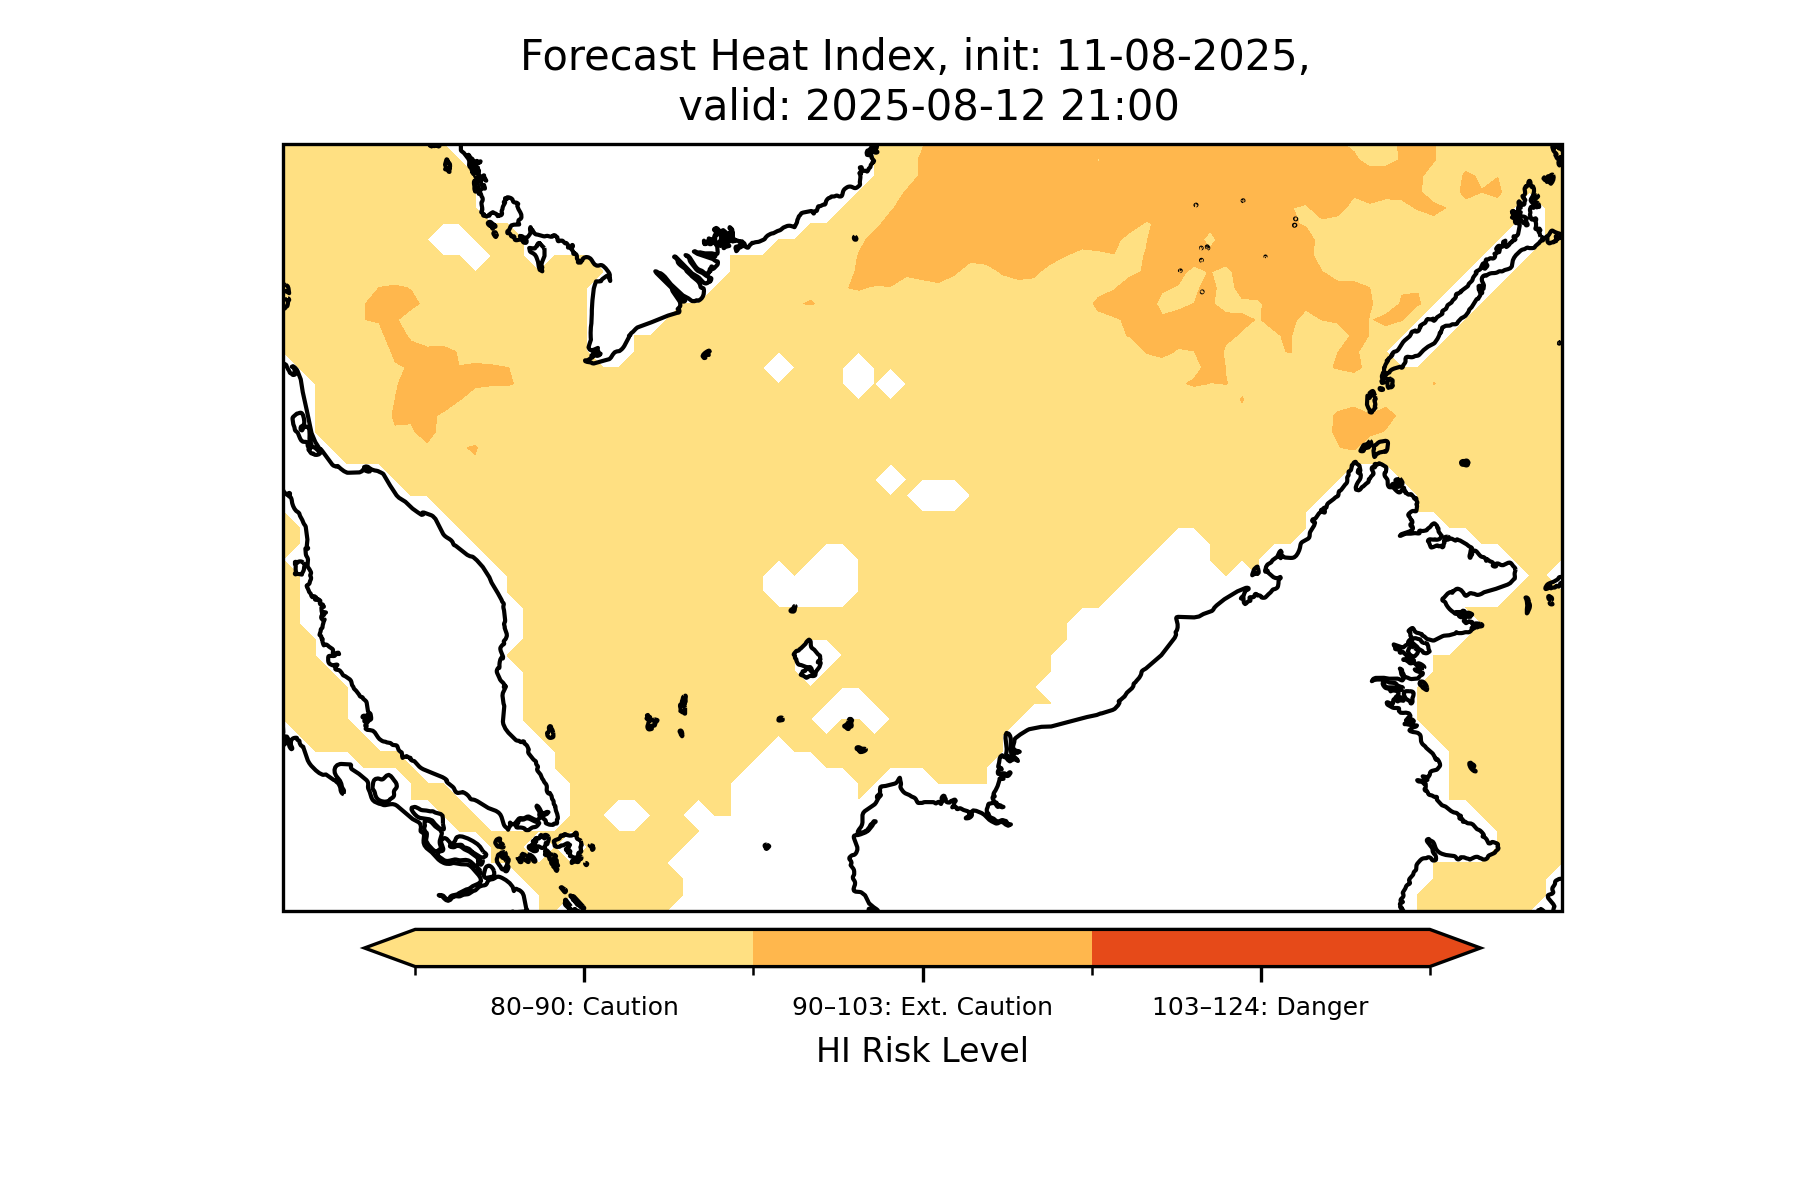 Forecast Heat Index, init: 11-08-2025,
valid: 2025-08-12 21:00
80–90: Caution
90–103: Ext. Caution
103–124: Danger
HI Risk Level